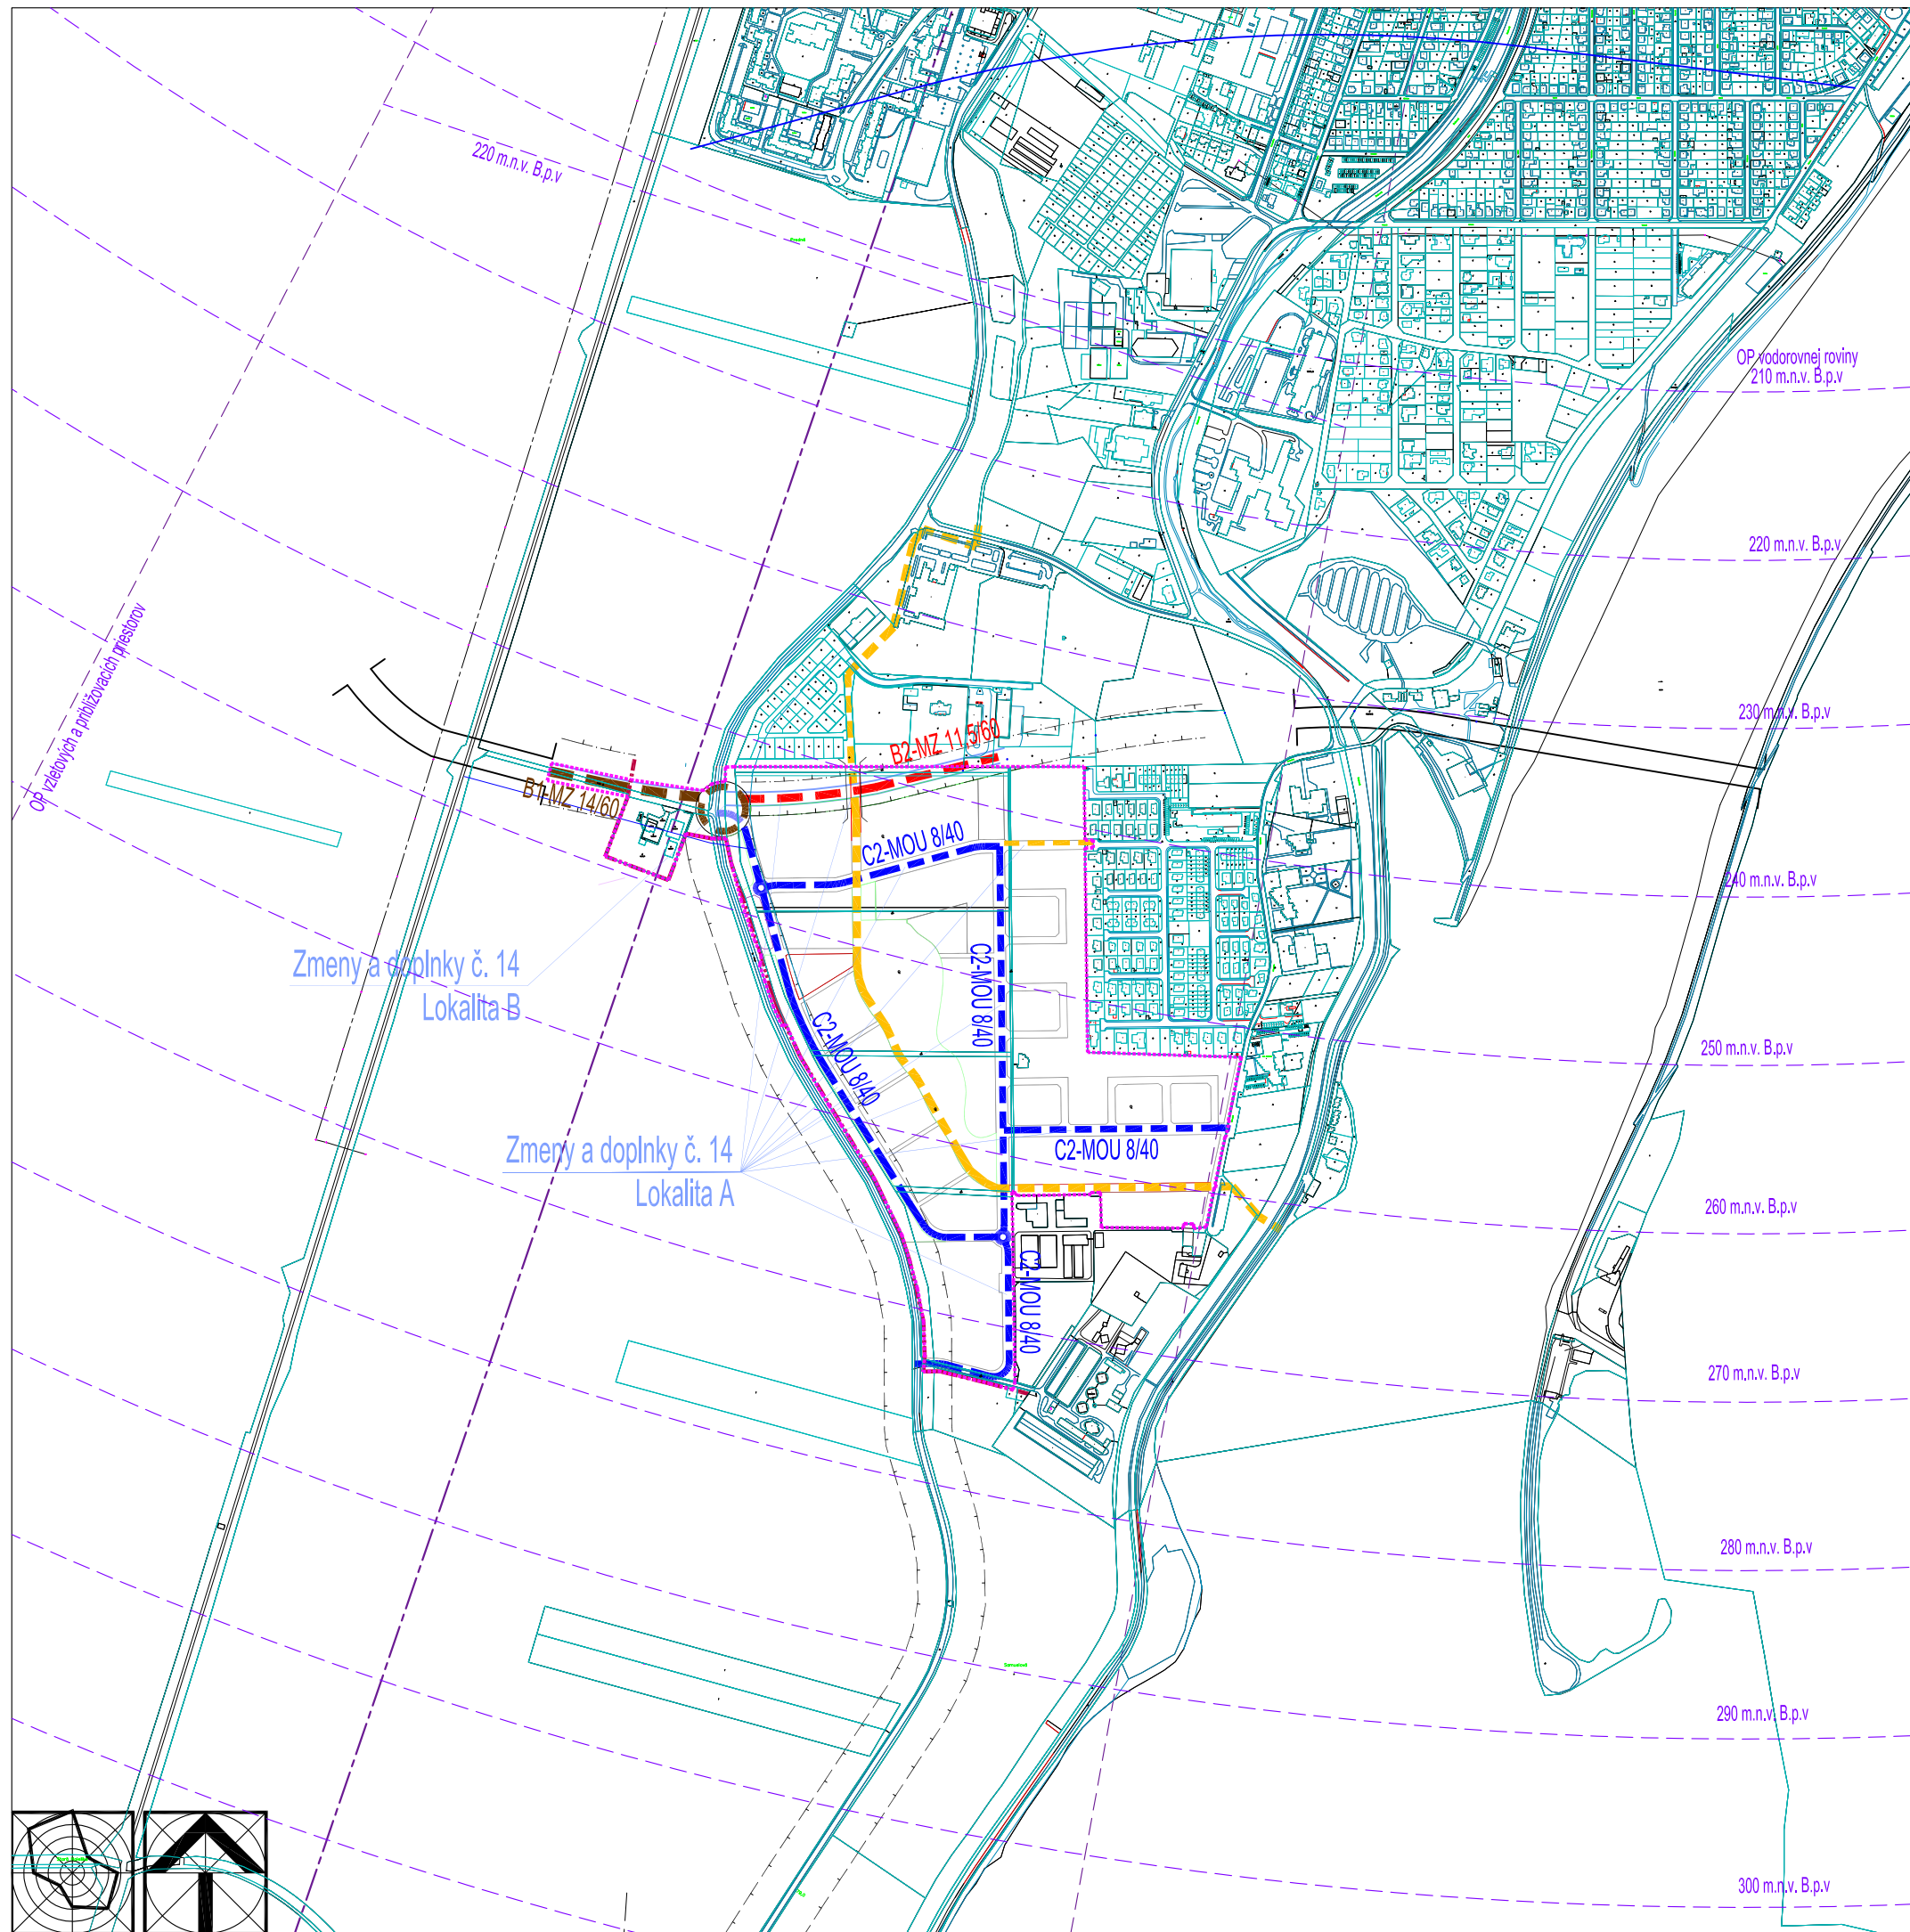 220 m.n.v. B.p.v
OP vodorovnej roviny
210 m.n.v. B.p.v
220 m.n.v. B.p.v
OP vzletových a približovacích priestorov
230 m.n.v. B.p.v
B2-MZ 11,5/60
B1-MZ 14/60
C2-MOU 8/40
240 m.n.v. B.p.v
Zmeny a doplnky č. 14
Lokalita B
C2-MOU 8/40
C2-MOU 8/40
250 m.n.v. B.p.v
Zmeny a doplnky č. 14
Lokalita A
C2-MOU 8/40
260 m.n.v. B.p.v
C2-MOU 8/40
270 m.n.v. B.p.v
280 m.n.v. B.p.v
290 m.n.v. B.p.v
300 m.n.v. B.p.v